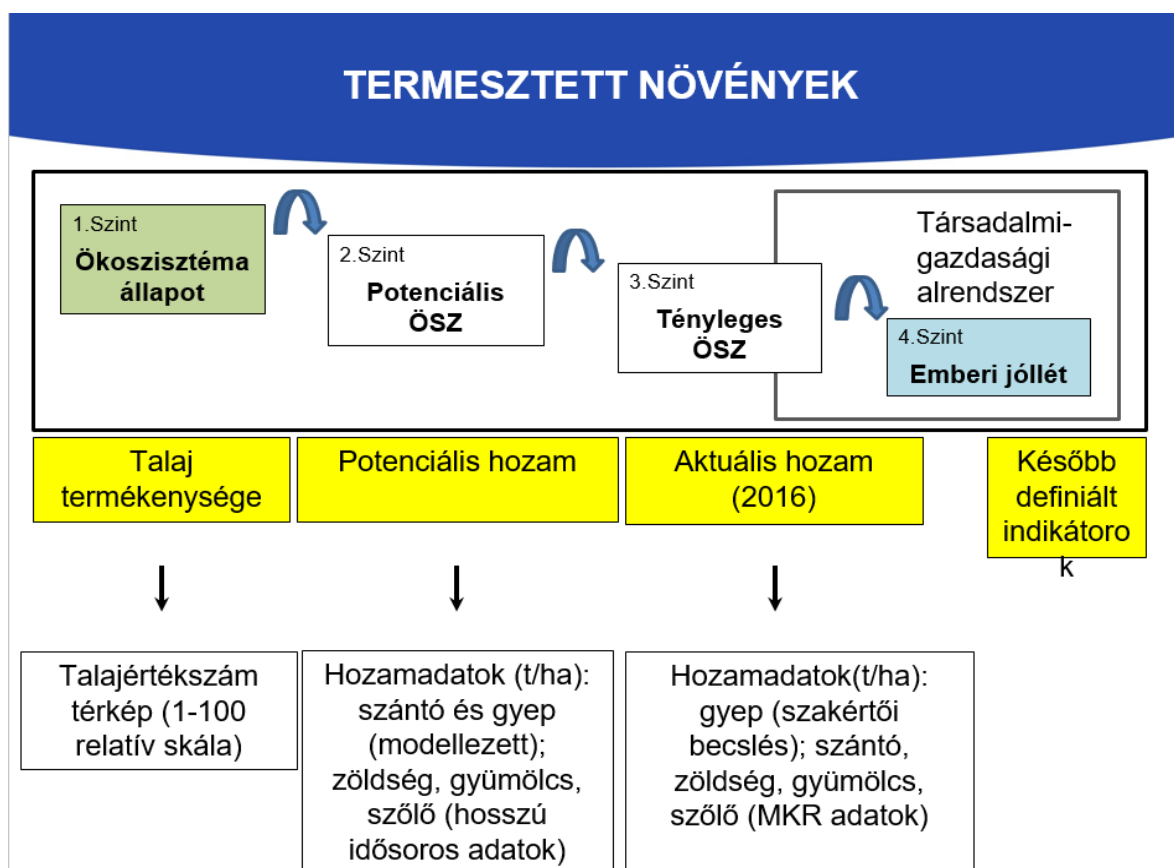 TERMESZTETT NÖVÉNYEK
1.Szint
Ökoszisztéma
állapot
2.Szint
Potenciális
ÖSZ
3.Szint
Tényleges
ÖSZ
Társadalmi-
gazdasági
alrendszer
4.Szint
Emberi jóllét
Talaj
termékenysége
Potenciális hozam
Aktuális hozam
(2016)
Később
definiált
indikátoro
k
Talajértékszám
térkép (1-100
relatív skála)
Hozamadatok (t/ha):
szántó és gyep
(modellezett);
zöldség, gyümölcs,
szőlő (hosszú
idősoros adatok)
Hozamadatok(t/ha):
gyep (szakértői
becslés); szántó,
zöldség, gyümölcs,
szőlő (MKR adatok)